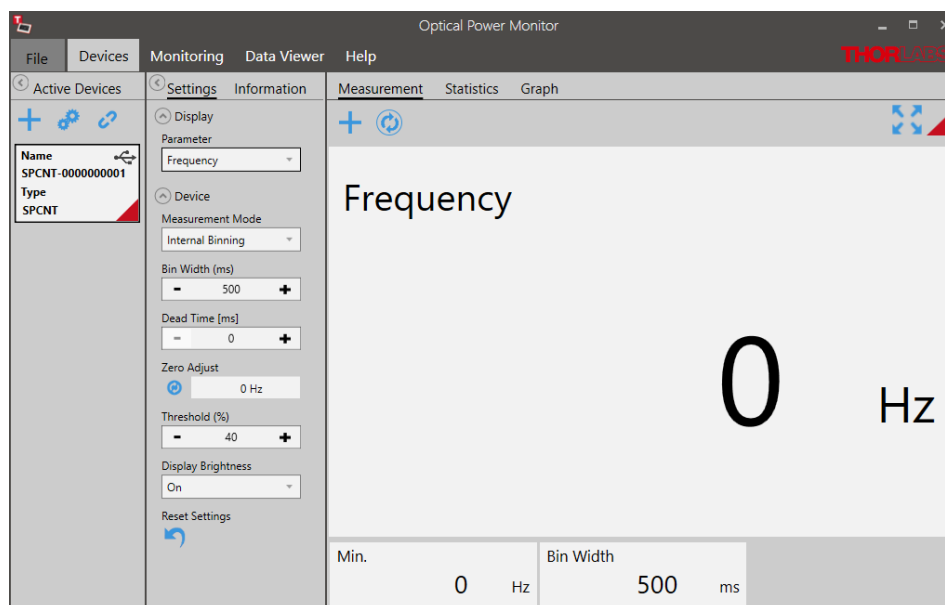 Optical Power Monitor
File Devices Monitoring Data Viewer Help
THORLABS
Active Devices
Name
SPCNT-0000000001
Type
SPCNT
Settings Information
Display
Parameter
Frequency
Device
Measurement Mode
Internal Binning
Bin Width (ms)
- 500 +
Dead Time [ms]
- 0 +
Zero Adjust
0 Hz
Threshold (%)
- 40 +
Display Brightness
On
Reset Settings
Measurement Statistics Graph
Frequency
0 Hz
Min.
0 Hz
Bin Width
500 ms